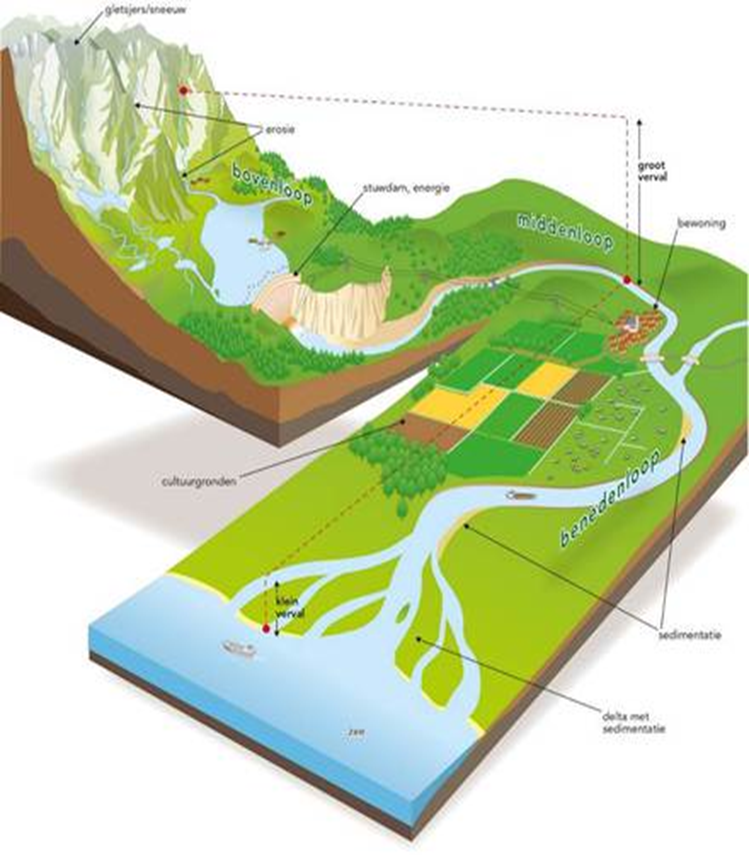 gletsjers/sneeuw
erosie
bovenloop
stuwdam, energie
groot
verval
middenloop
bewoning
cultuurgronden
benedenloop
klein
verval
sedimentatie
delta met
sedimentatie
zee